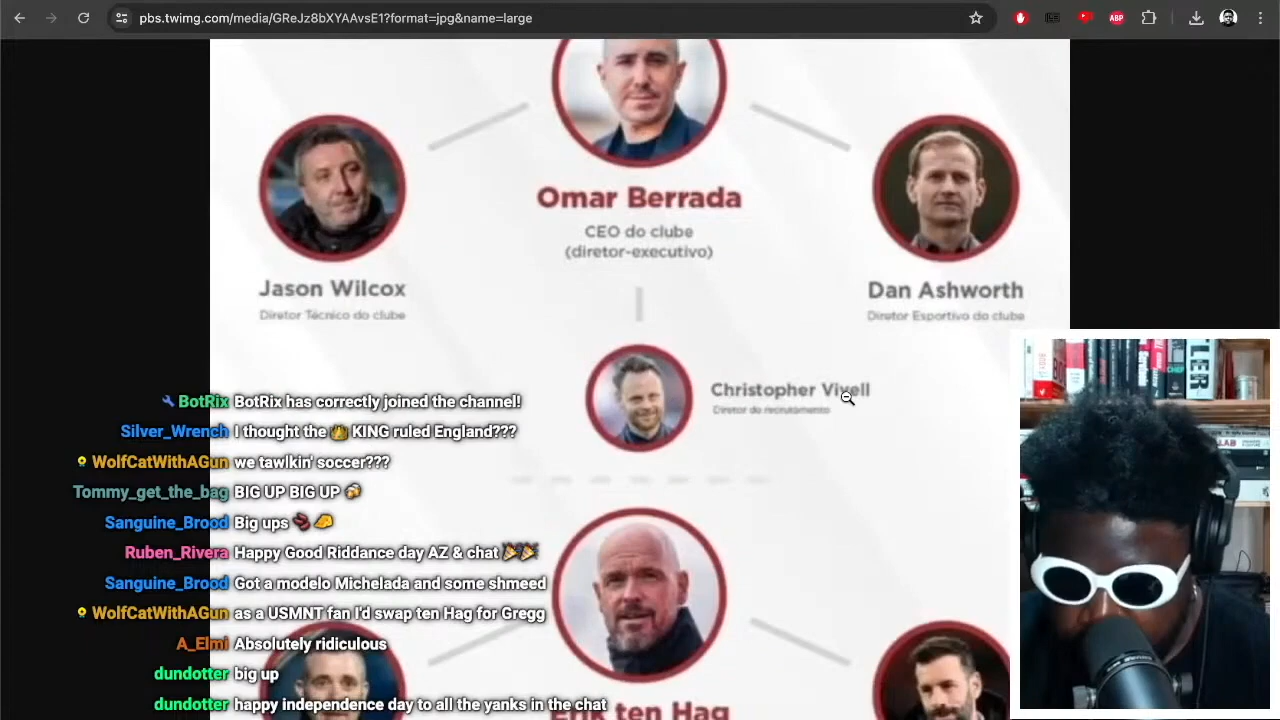 pbs.twimg.com/media/GReJz8bXYAAvsE1?format=jpg&name=large
ABP
Omar Berrada
CEO do clube
(diretor-executivo)
Jason Wilcox
Diretor Técnico do clube
Dan Ashworth
Diretor Esportivo do clube
Christopher Vivell
Diretor de recrutamento
BotRix BotRix has correctly joined the channel!
Silver_Wrench I thought the KING ruled England???
WolfCatWithAGun we tawlkin' soccer???
Tommy_get_the_bag BIG UP BIG UP
Sanguine_Brood Big ups
Ruben_Rivera Happy Good Riddance day AZ & chat
Sanguine_Brood Got a modelo Michelada and some shmeed
WolfCatWithAGun as a USMNT fan I'd swap ten Hag for Gregg
A_Elmi Absolutely ridiculous
dundotter big up
dundotter happy independence day to all the yanks in the chat
Erik ten Hag